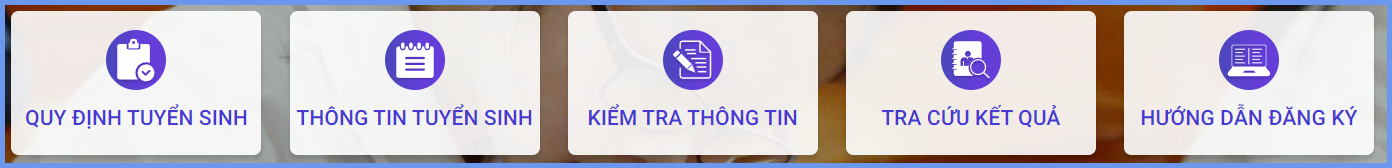 QUY ĐỊNH TUYỂN SINH
THÔNG TIN TUYỂN SINH
KIỂM TRA THÔNG TIN
TRA CỨU KẾT QUẢ
HƯỚNG DẪN ĐĂNG KÝ